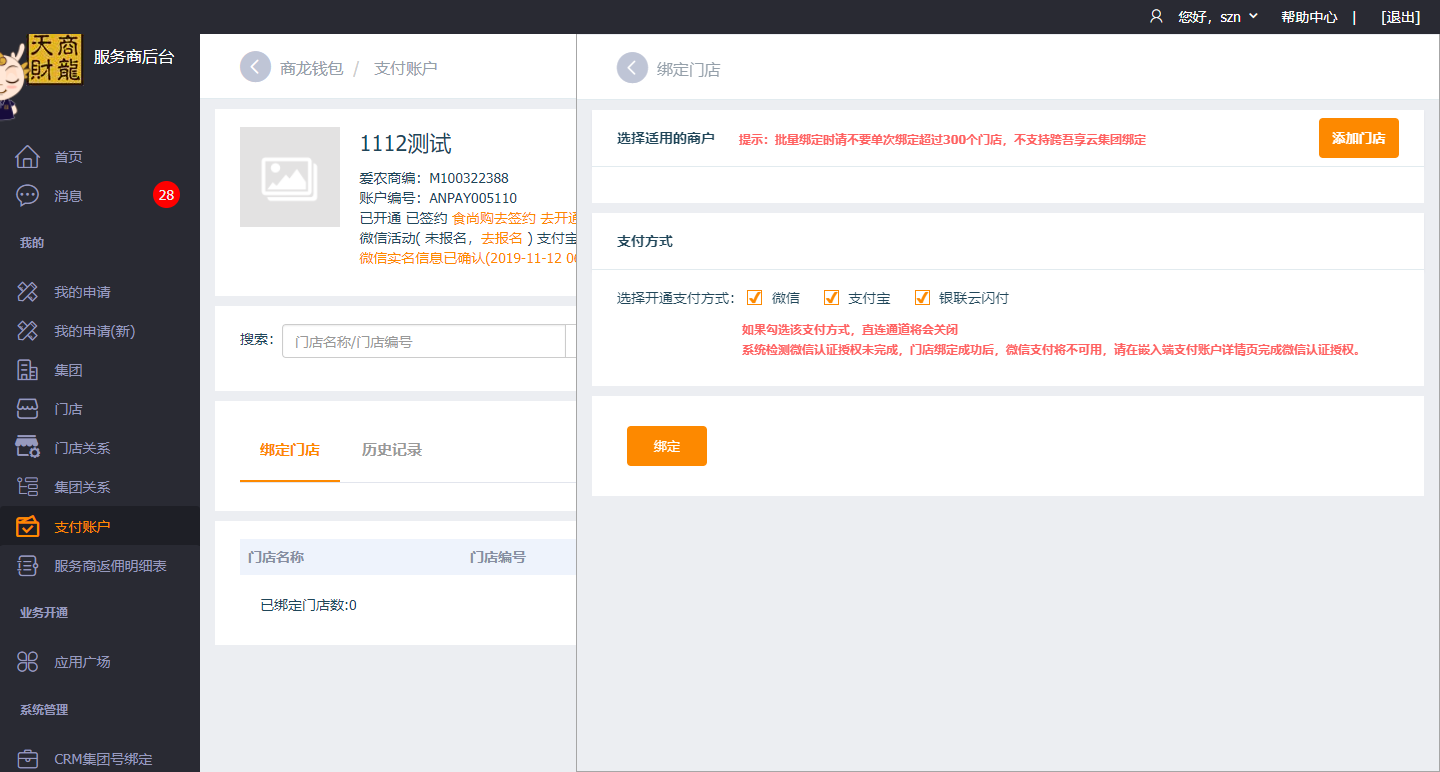 您好，szn
帮助中心 |
[退出]
天商
財龍
服务商后台
首页
消息
28
我的
我的申请
我的申请(新)
集团
门店
门店关系
集团关系
支付账户
服务商返佣明细表
业务开通
应用广场
系统管理
CRM集团号绑定
商龙钱包 / 支付账户
1112测试
爱农商编：M100322388
账户编号：ANPAY005110
已开通 已签约 食尚购去签约 去开通
微信活动( 未报名，去报名 ) 支付宝
微信实名信息已确认(2019-11-12 0
搜索：
门店名称/门店编号
绑定门店
历史记录
门店名称
门店编号
已绑定门店数:0
绑定门店
选择适用的商户
提示：批量绑定时请不要单次绑定超过300个门店，不支持跨吾享云集团绑定
添加门店
支付方式
选择开通支付方式：
微信
支付宝
银联云闪付
如果勾选该支付方式，直连通道将会关闭
系统检测微信认证授权未完成，门店绑定成功后，微信支付将不可用，请在嵌入端支付账户详情页完成微信认证授权。
绑定